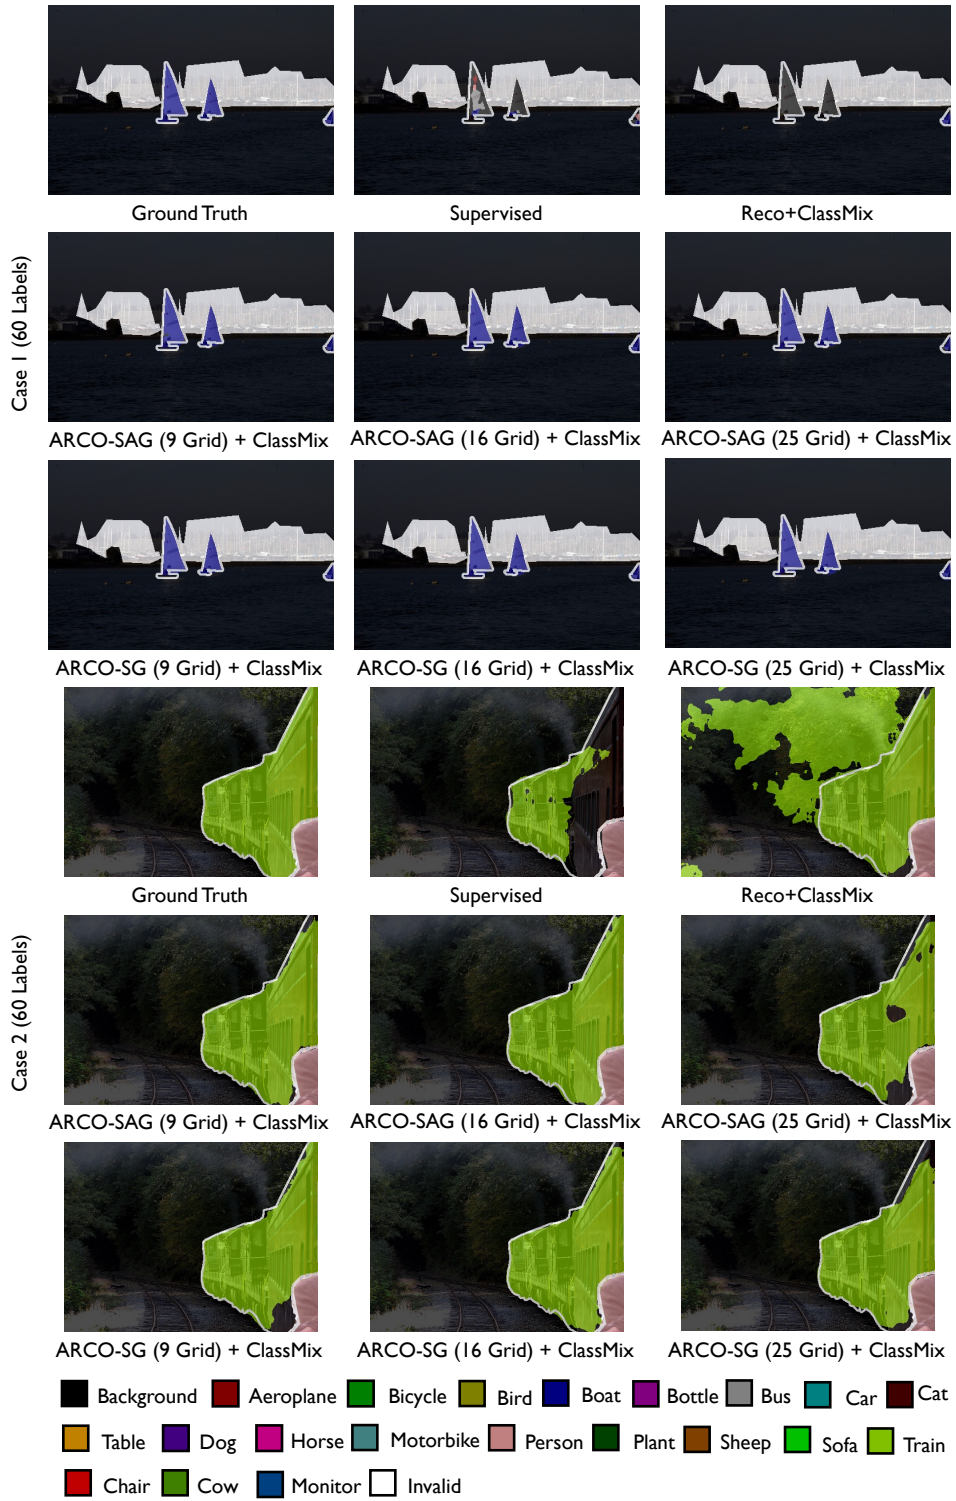 Ground Truth
Supervised
Reco+ClassMix
Case 1 (60 Labels)
ARCO-SAG (9 Grid) + ClassMix
ARCO-SAG (16 Grid) + ClassMix
ARCO-SAG (25 Grid) + ClassMix
ARCO-SG (9 Grid) + ClassMix
ARCO-SG (16 Grid) + ClassMix
ARCO-SG (25 Grid) + ClassMix
Ground Truth
Supervised
Reco+ClassMix
Case 2 (60 Labels)
ARCO-SAG (9 Grid) + ClassMix
ARCO-SAG (16 Grid) + ClassMix
ARCO-SAG (25 Grid) + ClassMix
ARCO-SG (9 Grid) + ClassMix
ARCO-SG (16 Grid) + ClassMix
ARCO-SG (25 Grid) + ClassMix
Background Aeroplane Bicycle Bird Boat Bottle Bus Car Cat
Table Dog Horse Motorbike Person Plant Sheep Sofa Train
Chair Cow Monitor Invalid